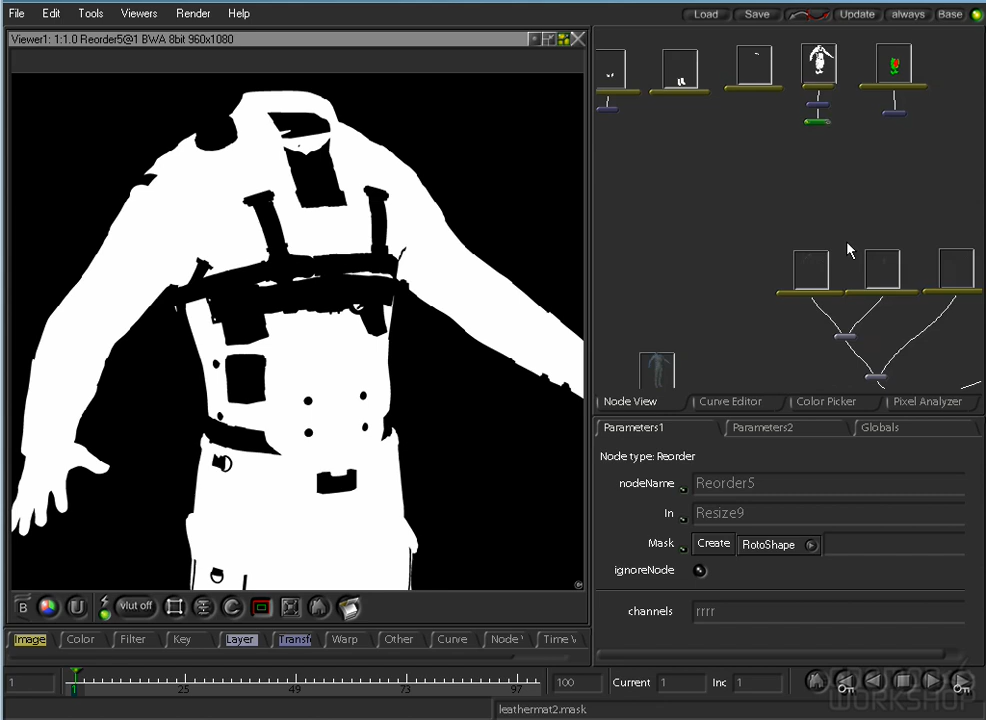 File Edit Tools Viewers Render Help Load Save Update always Base
Viewer1: 1:1.0 Reorder5@1 BWA 8bit 960x1080
Node View Curve Editor Color Picker Pixel Analyzer
Parameters1 Parameters2 Globals
Node type: Reorder
nodeName Reorder5
In Resize9
Mask Create RotoShape
ignoreNode
channels rrrr
B U vlut off
Image Color Filter Key Layer Transf Warp Other Curve Node Time V
1 1 25 49 73 97 100 Current 1 Inc 1
leathermat2.mask
WORKSHOP